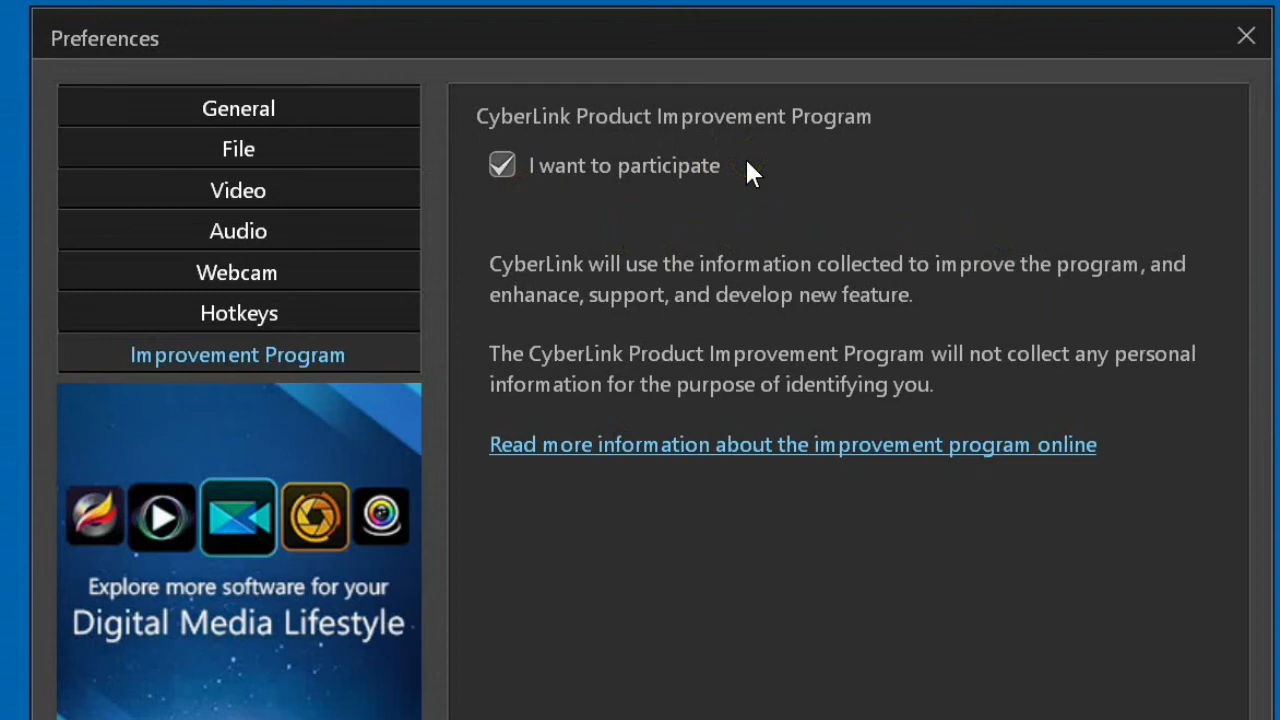 Preferences
General
File
Video
Audio
Webcam
Hotkeys
Improvement Program
Explore more software for your
Digital Media Lifestyle
CyberLink Product Improvement Program
I want to participate
CyberLink will use the information collected to improve the program, and
enhanace, support, and develop new feature.
The CyberLink Product Improvement Program will not collect any personal
information for the purpose of identifying you.
Read more information about the improvement program online